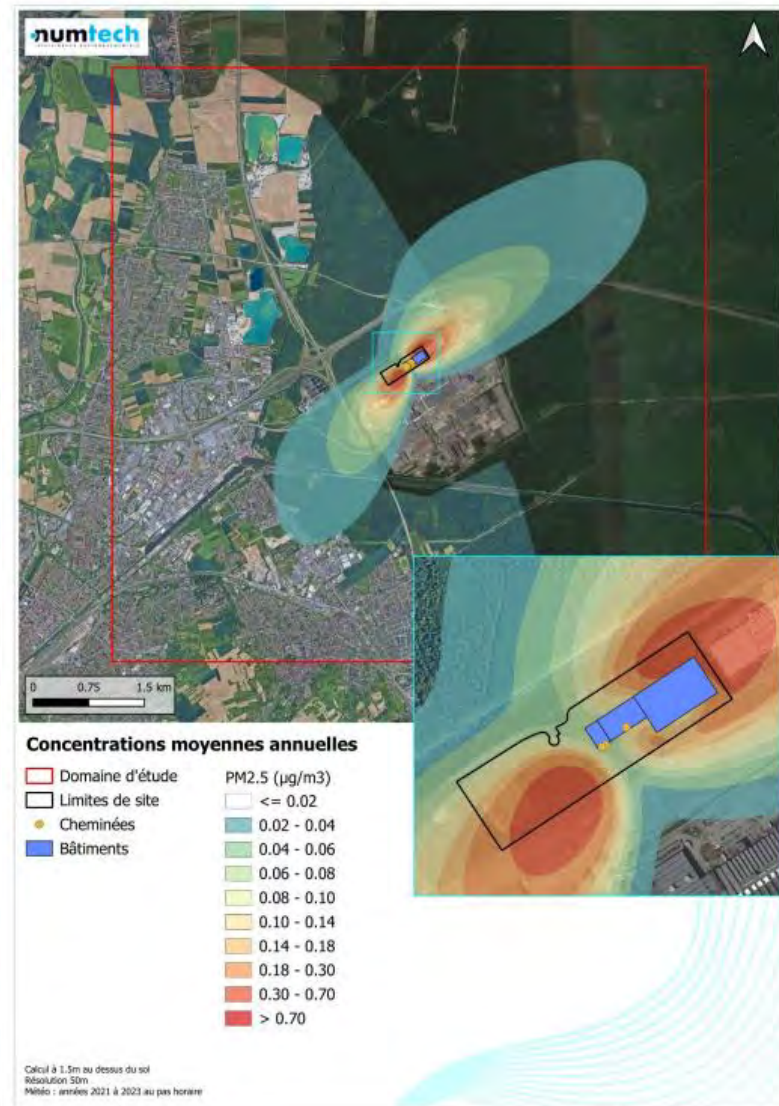 numtech
0 0.75 1.5 km
Concentrations moyennes annuelles
Domaine d'étude
Limites de site
Cheminées
Bâtiments
PM2.5 (µg/m3)
<= 0.02
0.02 - 0.04
0.04 - 0.06
0.06 - 0.08
0.08 - 0.10
0.10 - 0.14
0.14 - 0.18
0.18 - 0.30
0.30 - 0.70
> 0.70
Calcul à 1.5m au dessus du sol
Résolution 50m
Météo : années 2021 à 2023 au pas horaire